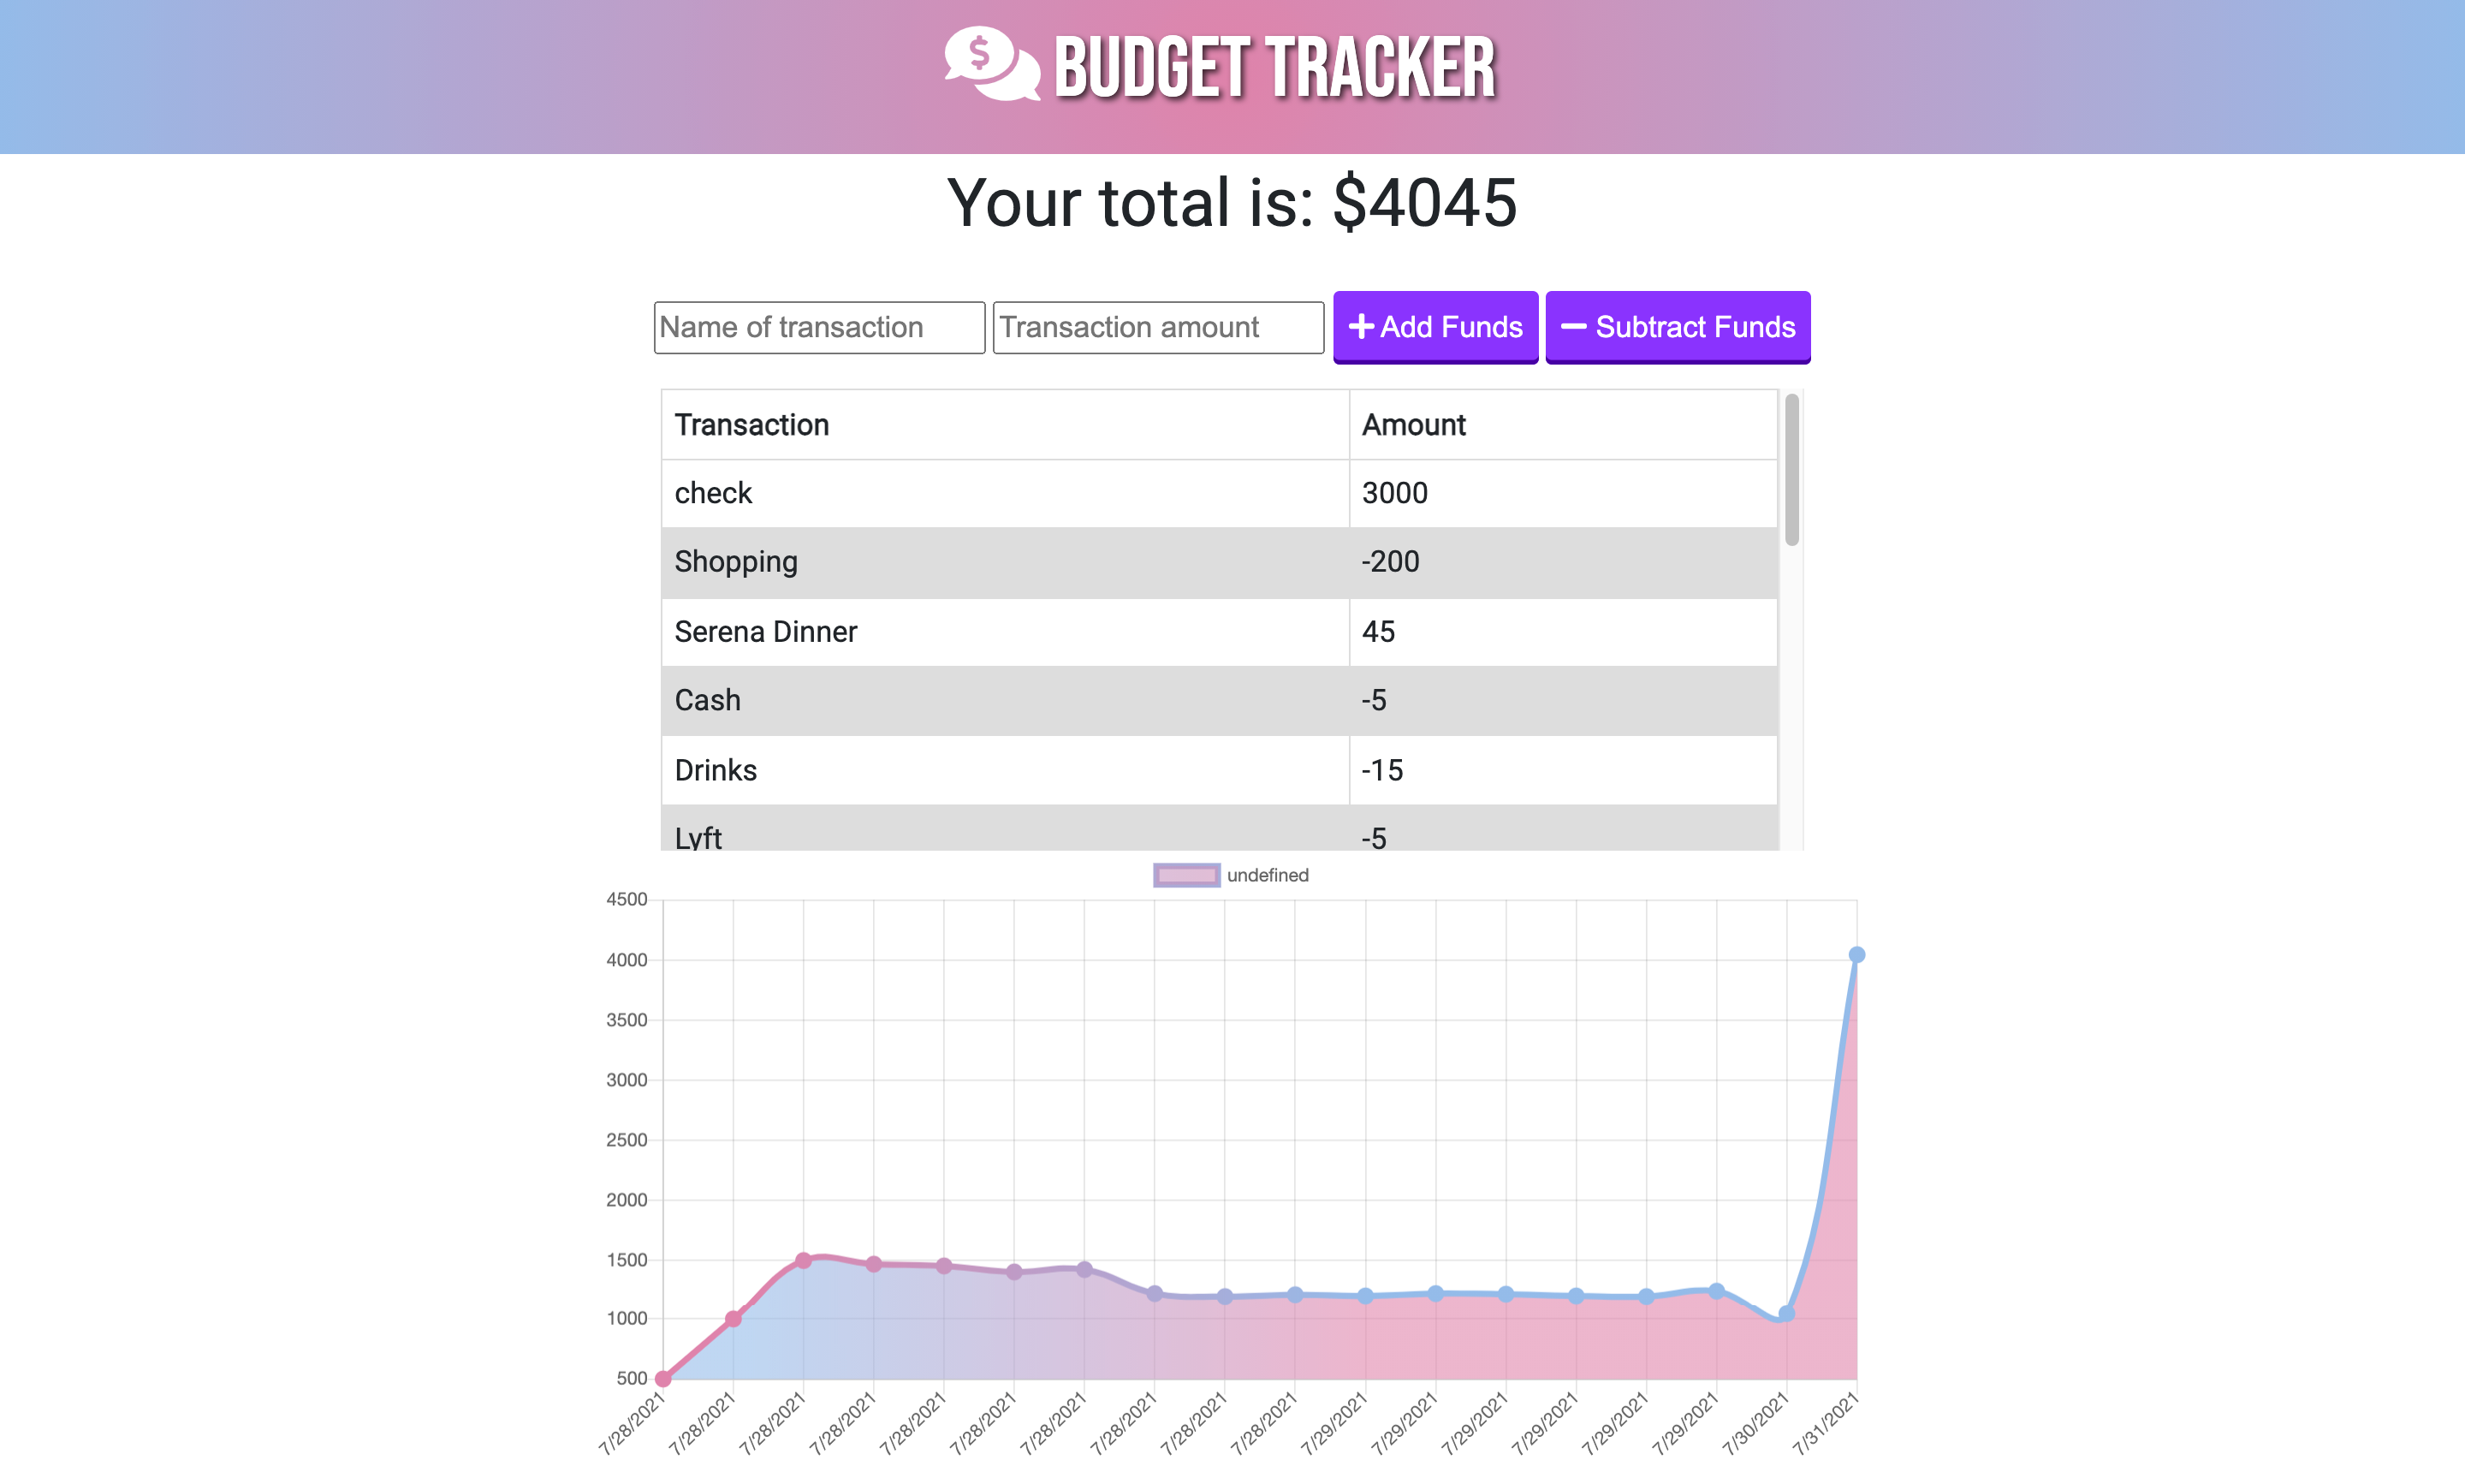 $ BUDGET TRACKER
Your total is: $4045
Name of transaction Transaction amount + Add Funds − Subtract Funds
Transaction Amount
check 3000
Shopping -200
Serena Dinner 45
Cash -5
Drinks -15
Lyft -5
undefined
4500
4000
3500
3000
2500
2000
1500
1000
500
7/28/2021 7/28/2021 7/28/2021 7/28/2021 7/28/2021 7/28/2021 7/28/2021 7/28/2021 7/28/2021 7/28/2021 7/29/2021 7/29/2021 7/29/2021 7/29/2021 7/29/2021 7/29/2021 7/30/2021 7/31/2021